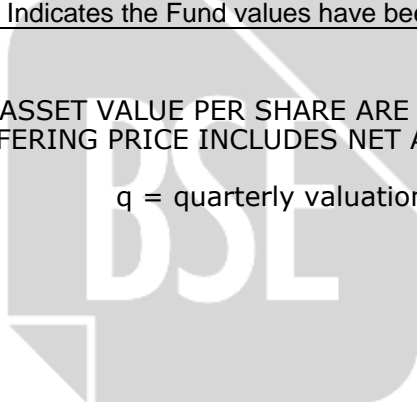 Indicates the Fund values have bee
ASSET VALUE PER SHARE ARE
FERING PRICE INCLUDES NET A
q = quarterly valuation
BSE